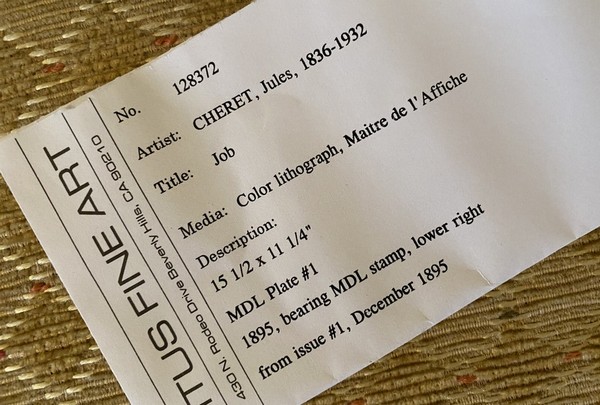 No. 128372
Artist: CHERET, Jules, 1836-1932
Title: Job
Media: Color lithograph, Maitre de l'Affiche
Description:
15 1/2 x 11 1/4"
MDL Plate #1
1895, bearing MDL stamp, lower right
from issue #1, December 1895
TUS FINE ART
430 N. Rodeo Drive Beverly Hills, CA 90210